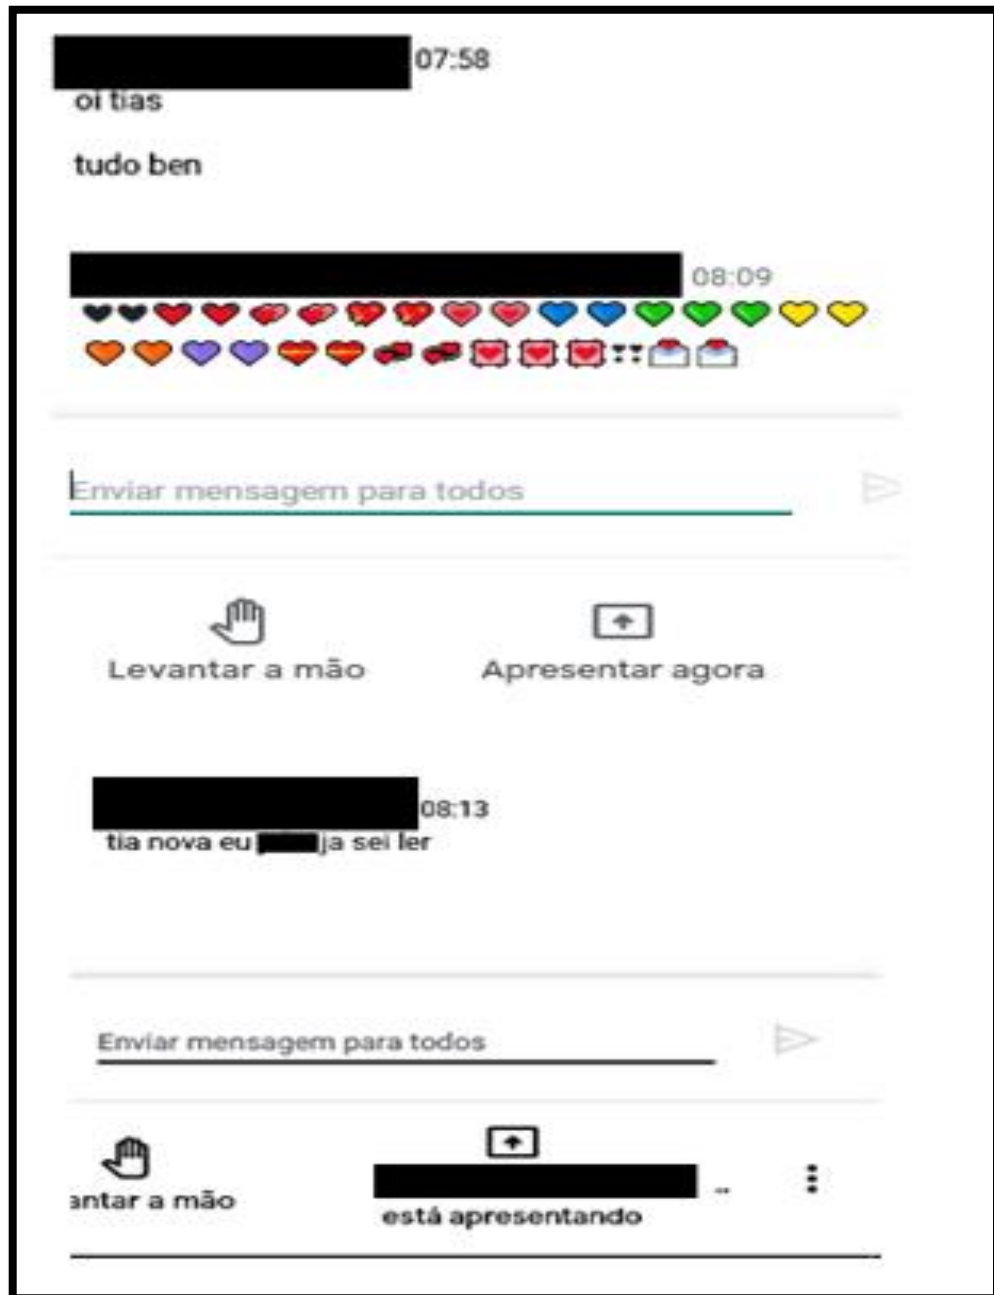 07:58
oi tias
tudo ben
08:09
Enviar mensagem para todos
Levantar a mão Apresentar agora
08:13
tia nova eu ja sei ler
Enviar mensagem para todos
antar a mão
está apresentando